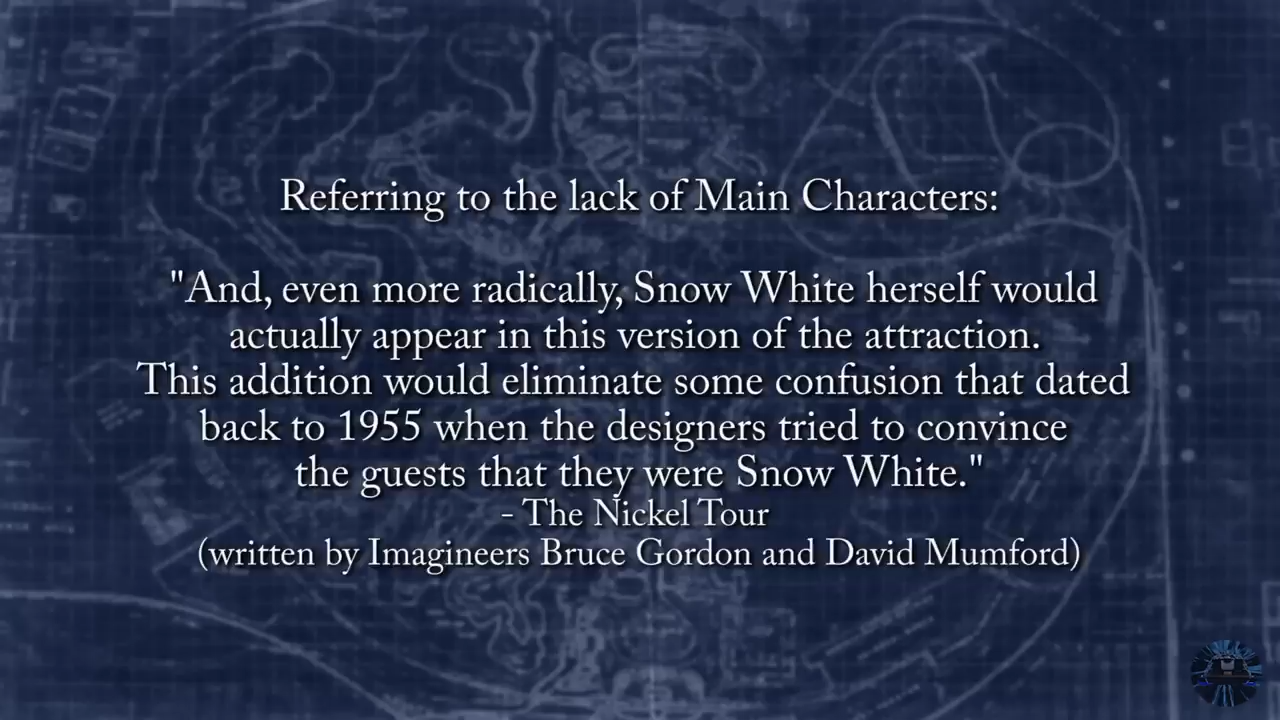 Referring to the lack of Main Characters:
"And, even more radically, Snow White herself would
actually appear in this version of the attraction.
This addition would eliminate some confusion that dated
back to 1955 when the designers tried to convince
the guests that they were Snow White."
- The Nickel Tour
(written by Imagineers Bruce Gordon and David Mumford)